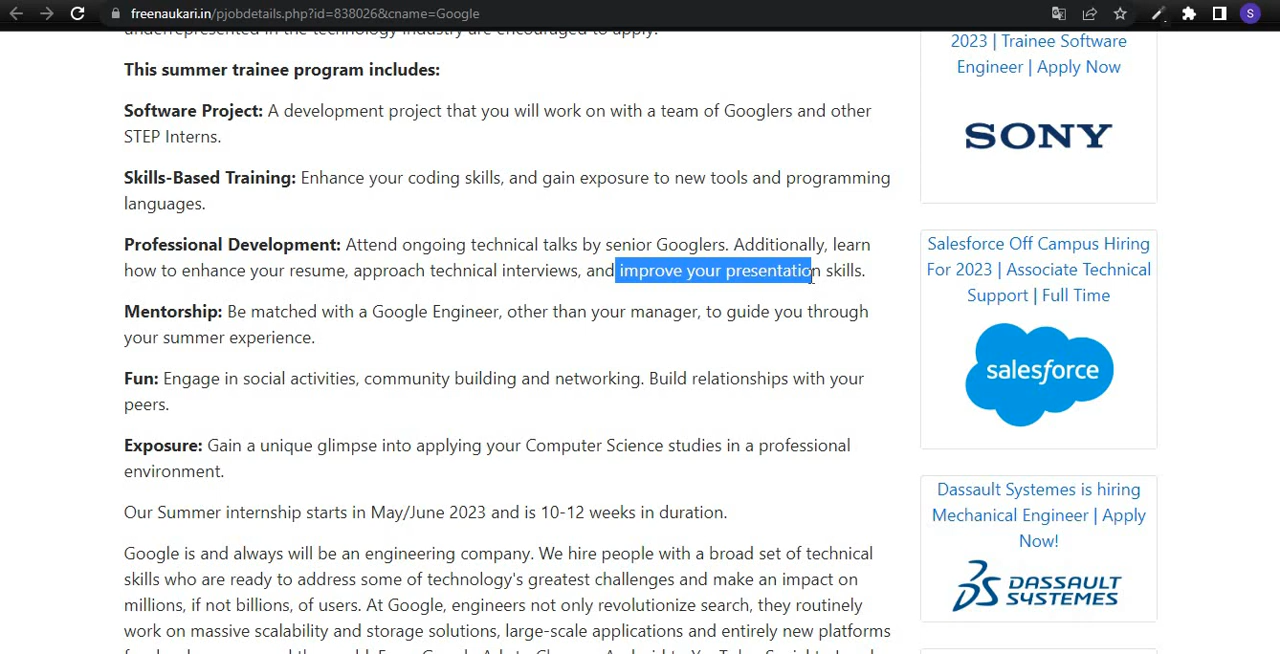 freenaukari.in/pjobdetails.php?id=838026&cname=Google
S
underrepresented in the technology industry are encouraged to apply.
This summer trainee program includes:
Software Project: A development project that you will work on with a team of Googlers and other
STEP Interns.
Skills-Based Training: Enhance your coding skills, and gain exposure to new tools and programming
languages.
Professional Development: Attend ongoing technical talks by senior Googlers. Additionally, learn
how to enhance your resume, approach technical interviews, and improve your presentation skills.
Mentorship: Be matched with a Google Engineer, other than your manager, to guide you through
your summer experience.
Fun: Engage in social activities, community building and networking. Build relationships with your
peers.
Exposure: Gain a unique glimpse into applying your Computer Science studies in a professional
environment.
Our Summer internship starts in May/June 2023 and is 10-12 weeks in duration.
Google is and always will be an engineering company. We hire people with a broad set of technical
skills who are ready to address some of technology's greatest challenges and make an impact on
millions, if not billions, of users. At Google, engineers not only revolutionize search, they routinely
work on massive scalability and storage solutions, large-scale applications and entirely new platforms
2023 | Trainee Software
Engineer | Apply Now
SONY
Salesforce Off Campus Hiring
For 2023 | Associate Technical
Support | Full Time
salesforce
Dassault Systemes is hiring
Mechanical Engineer | Apply
Now!
DASSAULT
SYSTEMES